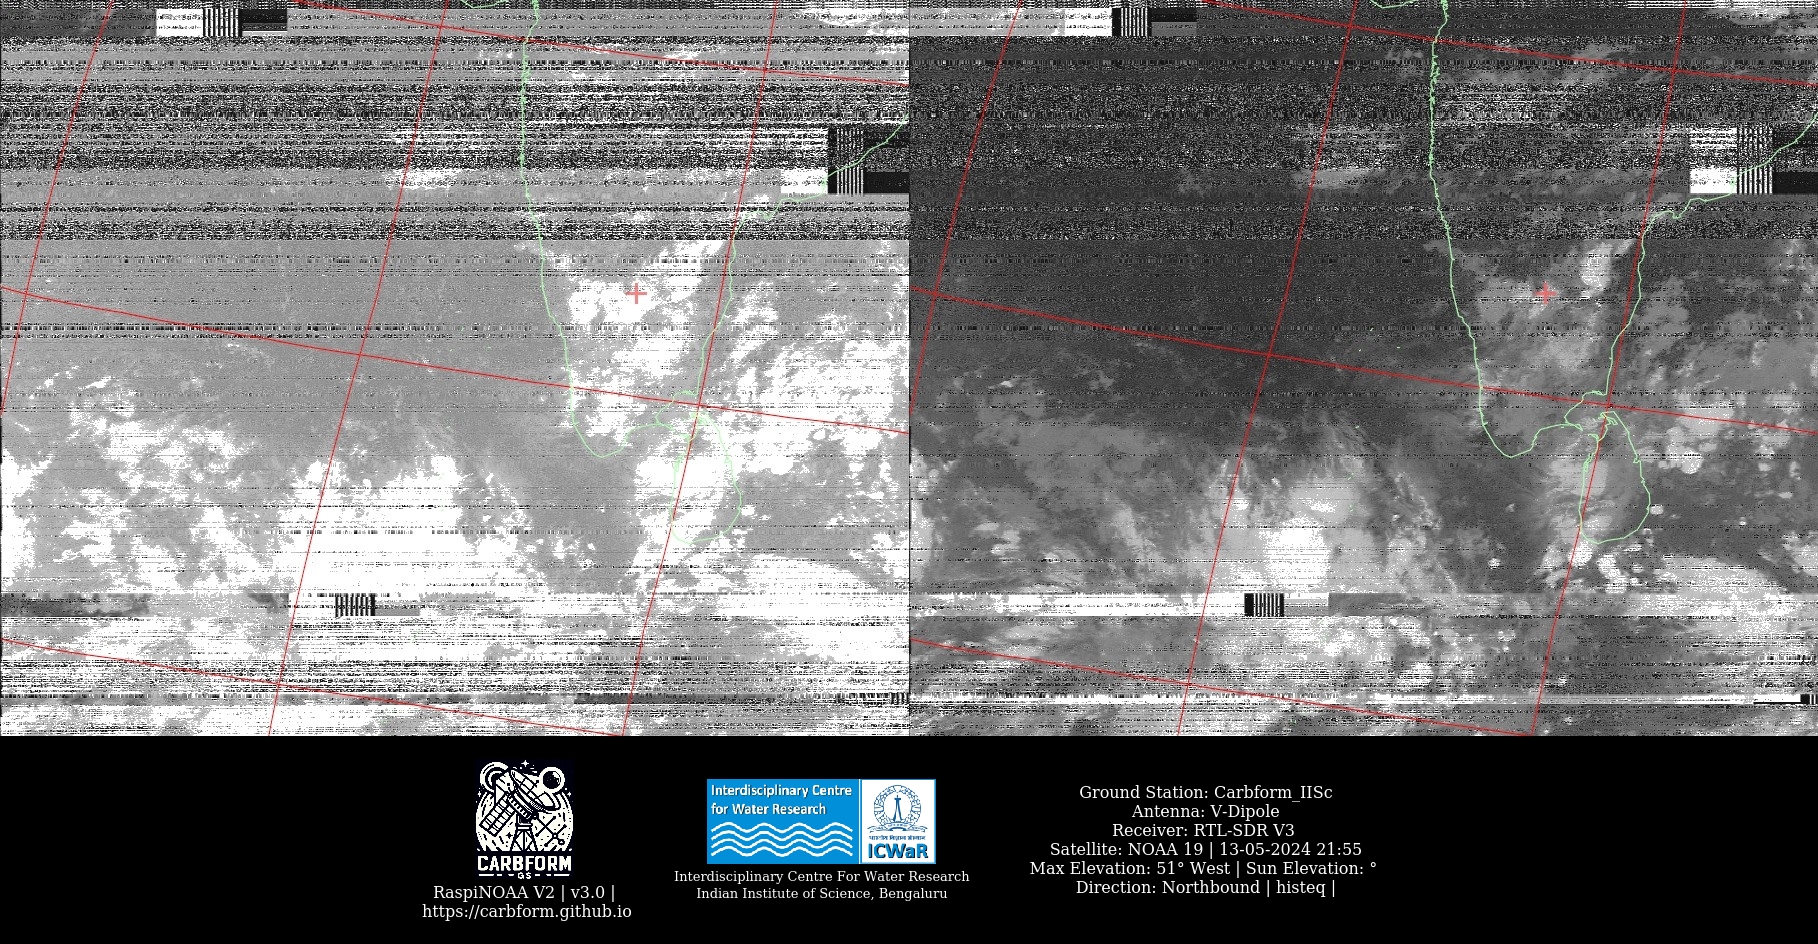 CARBFORM
GS
RaspiNOAA V2 | v3.0 |
https://carbform.github.io
Interdisciplinary Centre
for Water Research
ICWaR
Interdisciplinary Centre For Water Research
Indian Institute of Science, Bengaluru
Ground Station: Carbform_IISc
Antenna: V-Dipole
Receiver: RTL-SDR V3
Satellite: NOAA 19 | 13-05-2024 21:55
Max Elevation: 51° West | Sun Elevation: °
Direction: Northbound | histeq |